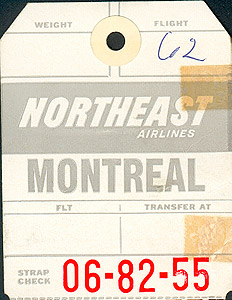 WEIGHT FLIGHT
62
NORTHEAST
AIRLINES
MONTREAL
FLT TRANSFER AT
STRAP
CHECK 06-82-55